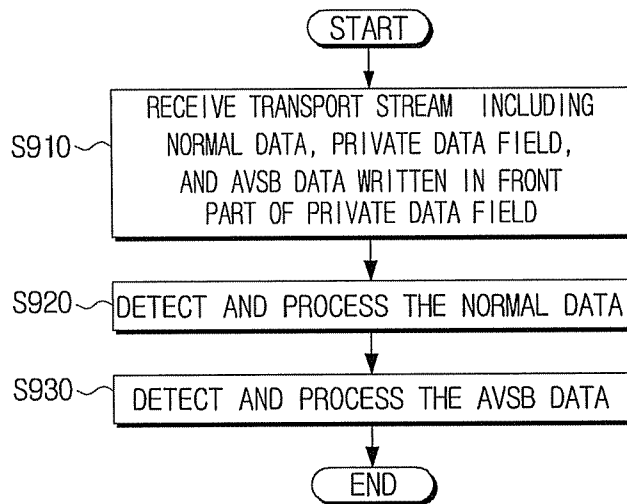 START
RECEIVE TRANSPORT STREAM INCLUDING
NORMAL DATA, PRIVATE DATA FIELD,
S910
AND AVSB DATA WRITTEN IN FRONT
PART OF PRIVATE DATA FIELD
S920
DETECT AND PROCESS THE NORMAL DATA
S930
DETECT AND PROCESS THE AVSB DATA
END